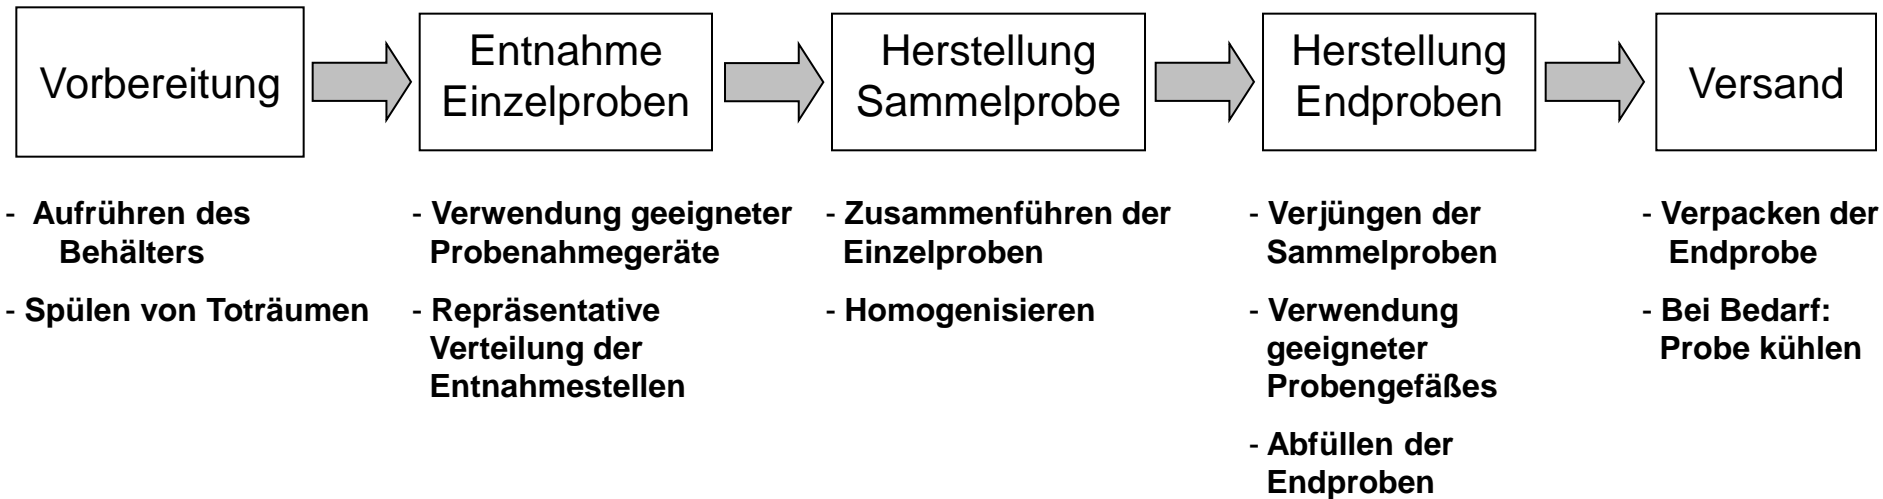 Vorbereitung
Entnahme
Einzelproben
Herstellung
Sammelprobe
Herstellung
Endproben
Versand
- Aufrühren des
Behälters
- Spülen von Toträumen
- Verwendung geeigneter
Probenahmegeräte
- Repräsentative
Verteilung der
Entnahmestellen
- Zusammenführen der
Einzelproben
- Homogenisieren
- Verjüngen der
Sammelproben
- Verwendung
geeigneter
Probengefäßes
- Abfüllen der
Endproben
- Verpacken der
Endprobe
- Bei Bedarf:
Probe kühlen